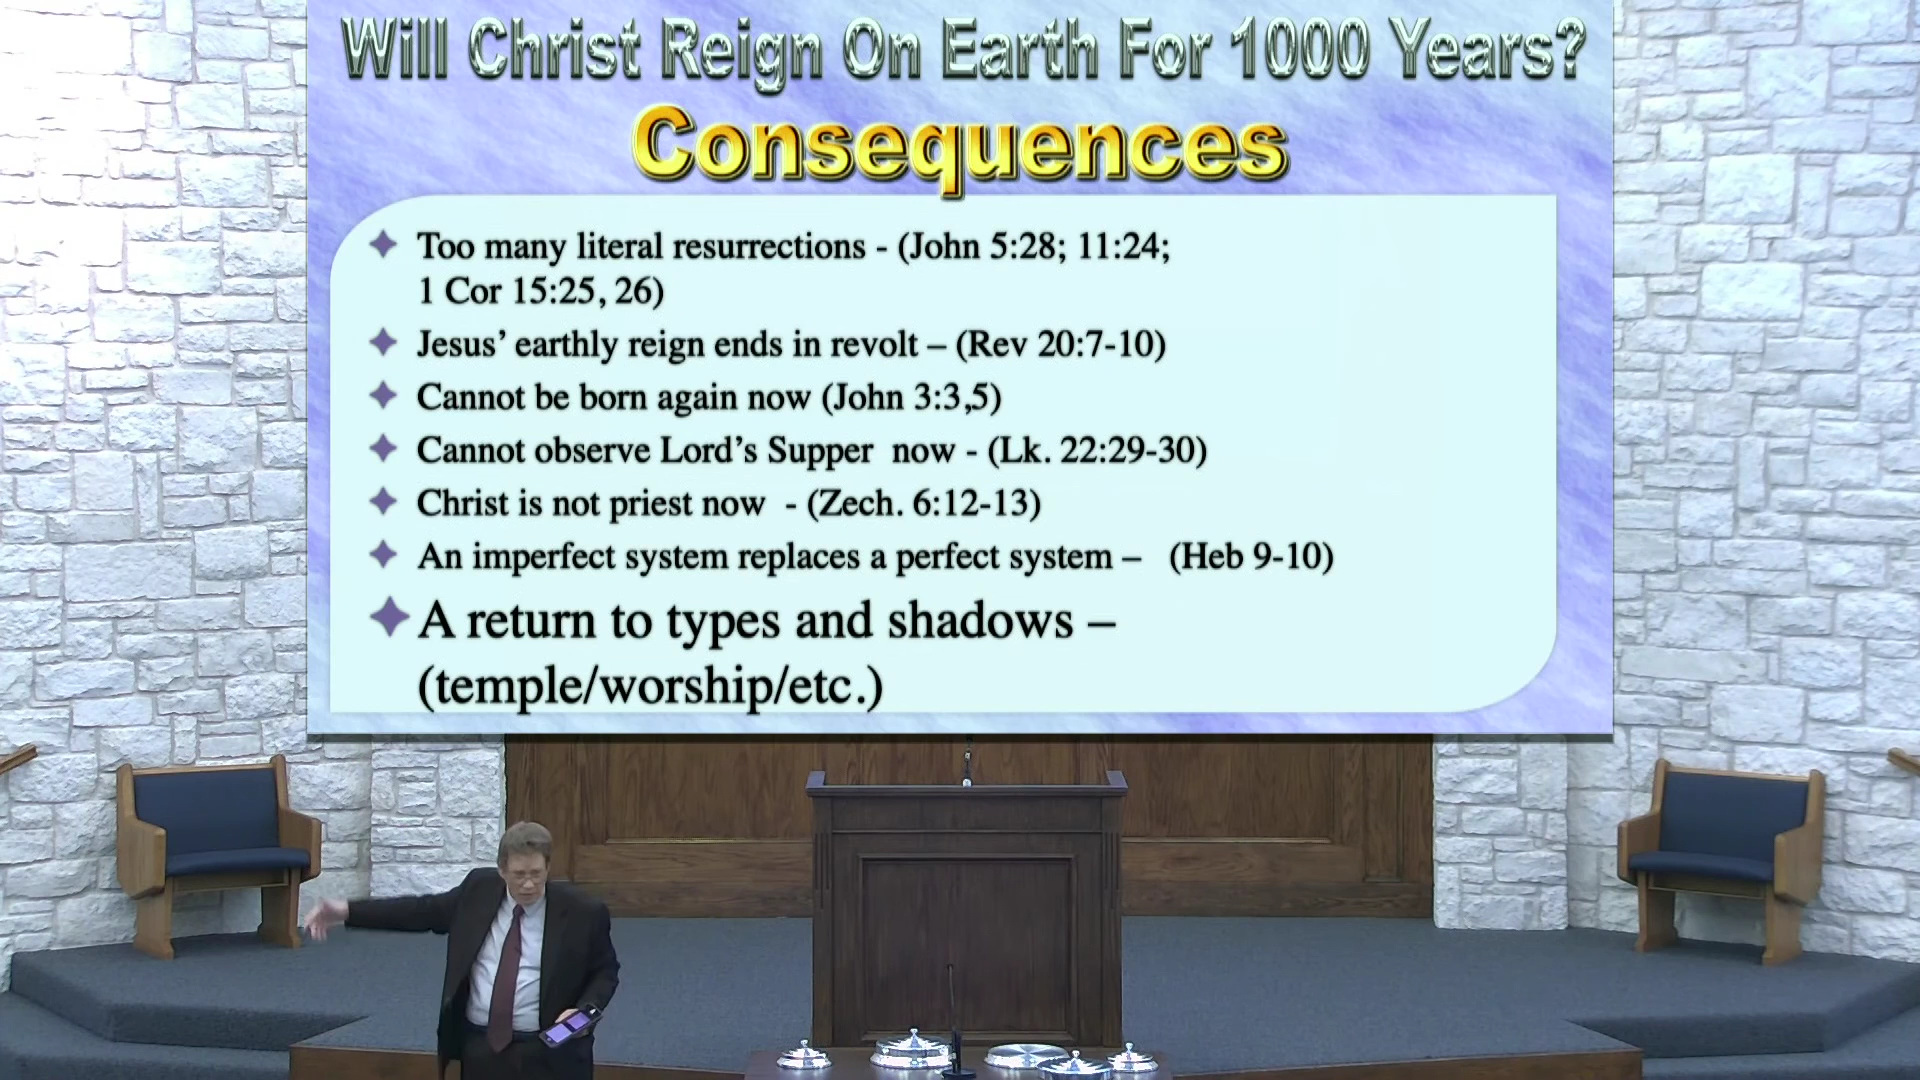 Will Christ Reign On Earth For 1000 Years?
Consequences
Too many literal resurrections - (John 5:28; 11:24;
1 Cor 15:25, 26)
Jesus’ earthly reign ends in revolt – (Rev 20:7-10)
Cannot be born again now (John 3:3,5)
Cannot observe Lord’s Supper  now - (Lk. 22:29-30)
Christ is not priest now  - (Zech. 6:12-13)
An imperfect system replaces a perfect system –   (Heb 9-10)
A return to types and shadows –
(temple/worship/etc.)